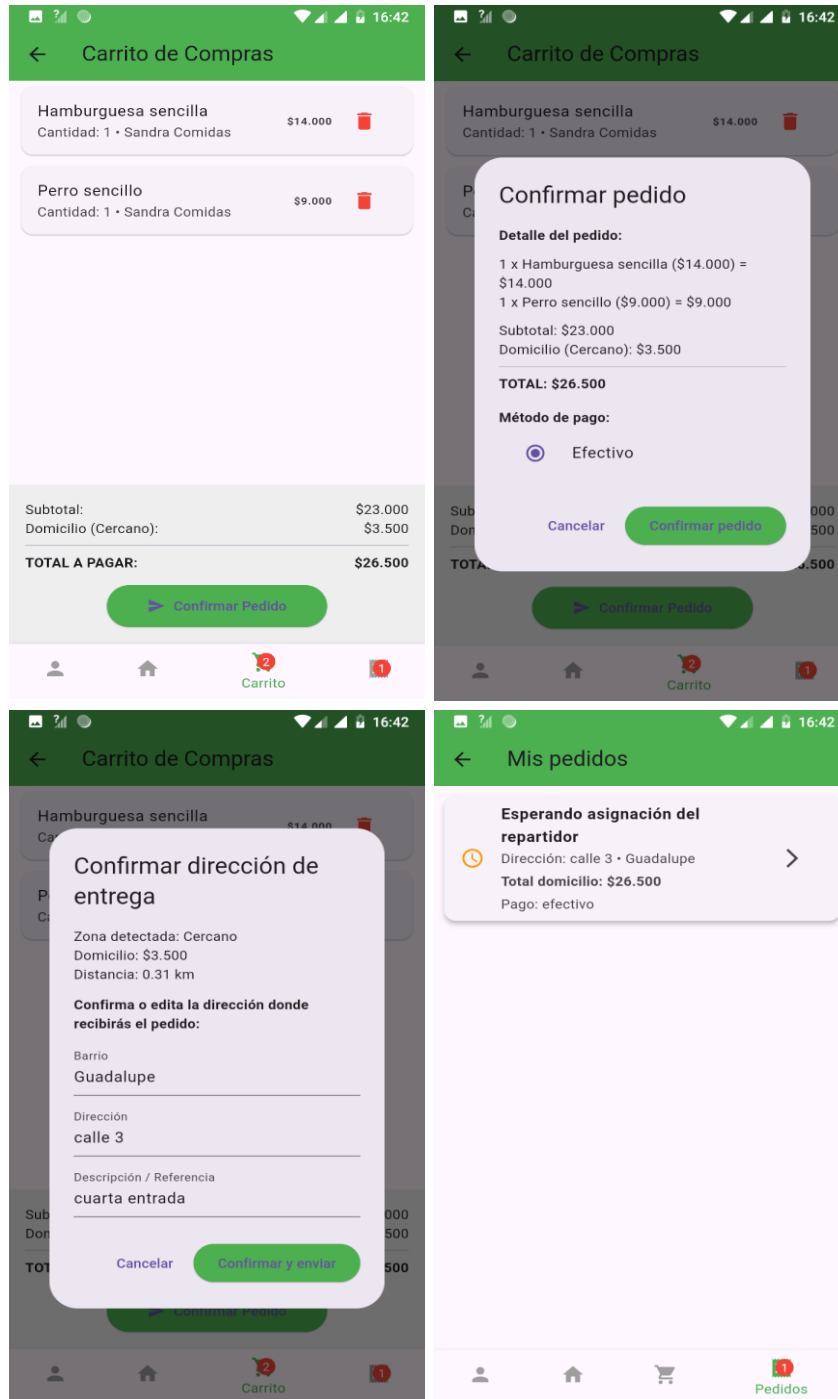 16:42
Carrito de Compras
Hamburguesa sencilla
Cantidad: 1 • Sandra Comidas
$14.000
Perro sencillo
Cantidad: 1 • Sandra Comidas
$9.000
Subtotal: $23.000
Domicilio (Cercano): $3.500
TOTAL A PAGAR: $26.500
Confirmar Pedido
2
1
Carrito
16:42
Carrito de Compras
Hamburguesa sencilla
Cantidad: 1 • Sandra Comidas
$14.000
Confirmar pedido
Detalle del pedido:
1 x Hamburguesa sencilla ($14.000) =
$14.000
1 x Perro sencillo ($9.000) = $9.000
Subtotal: $23.000
Domicilio (Cercano): $3.500
TOTAL: $26.500
Método de pago:
Efectivo
Cancelar Confirmar pedido
Confirmar Pedido
2
1
Carrito
16:42
Carrito de Compras
Hamburguesa sencilla
$14.000
Confirmar dirección de
entrega
Zona detectada: Cercano
Domicilio: $3.500
Distancia: 0.31 km
Confirma o edita la dirección donde
recibirás el pedido:
Barrio
Guadalupe
Dirección
calle 3
Descripción / Referencia
cuarta entrada
Cancelar Confirmar y enviar
Confirmar Pedido
2
1
Carrito
16:42
Mis pedidos
Esperando asignación del
repartidor
Dirección: calle 3 • Guadalupe
Total domicilio: $26.500
Pago: efectivo
1
Pedidos